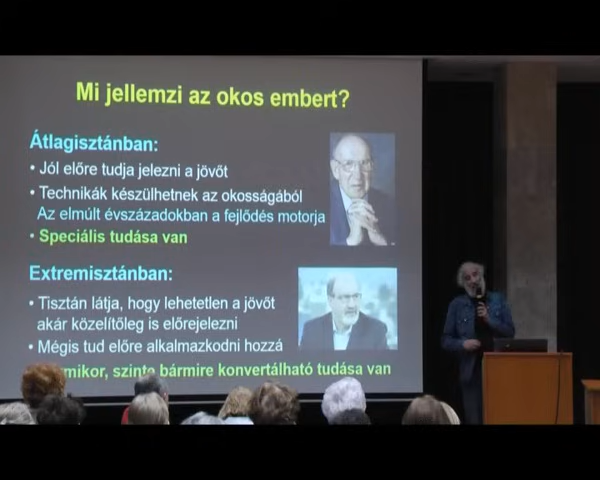 Mi jellemzi az okos embert?
Átlagisztánban:
• Jól előre tudja jelezni a jövőt
• Technikák készülhetnek az okosságából
Az elmúlt évszázadokban a fejlődés motorja
• Speciális tudása van
Extremisztánban:
• Tisztán látja, hogy lehetetlen a jövőt
akár közelítőleg is előrejelezni
• Mégis tud előre alkalmazkodni hozzá
szinte bármire konvertálható tudása van